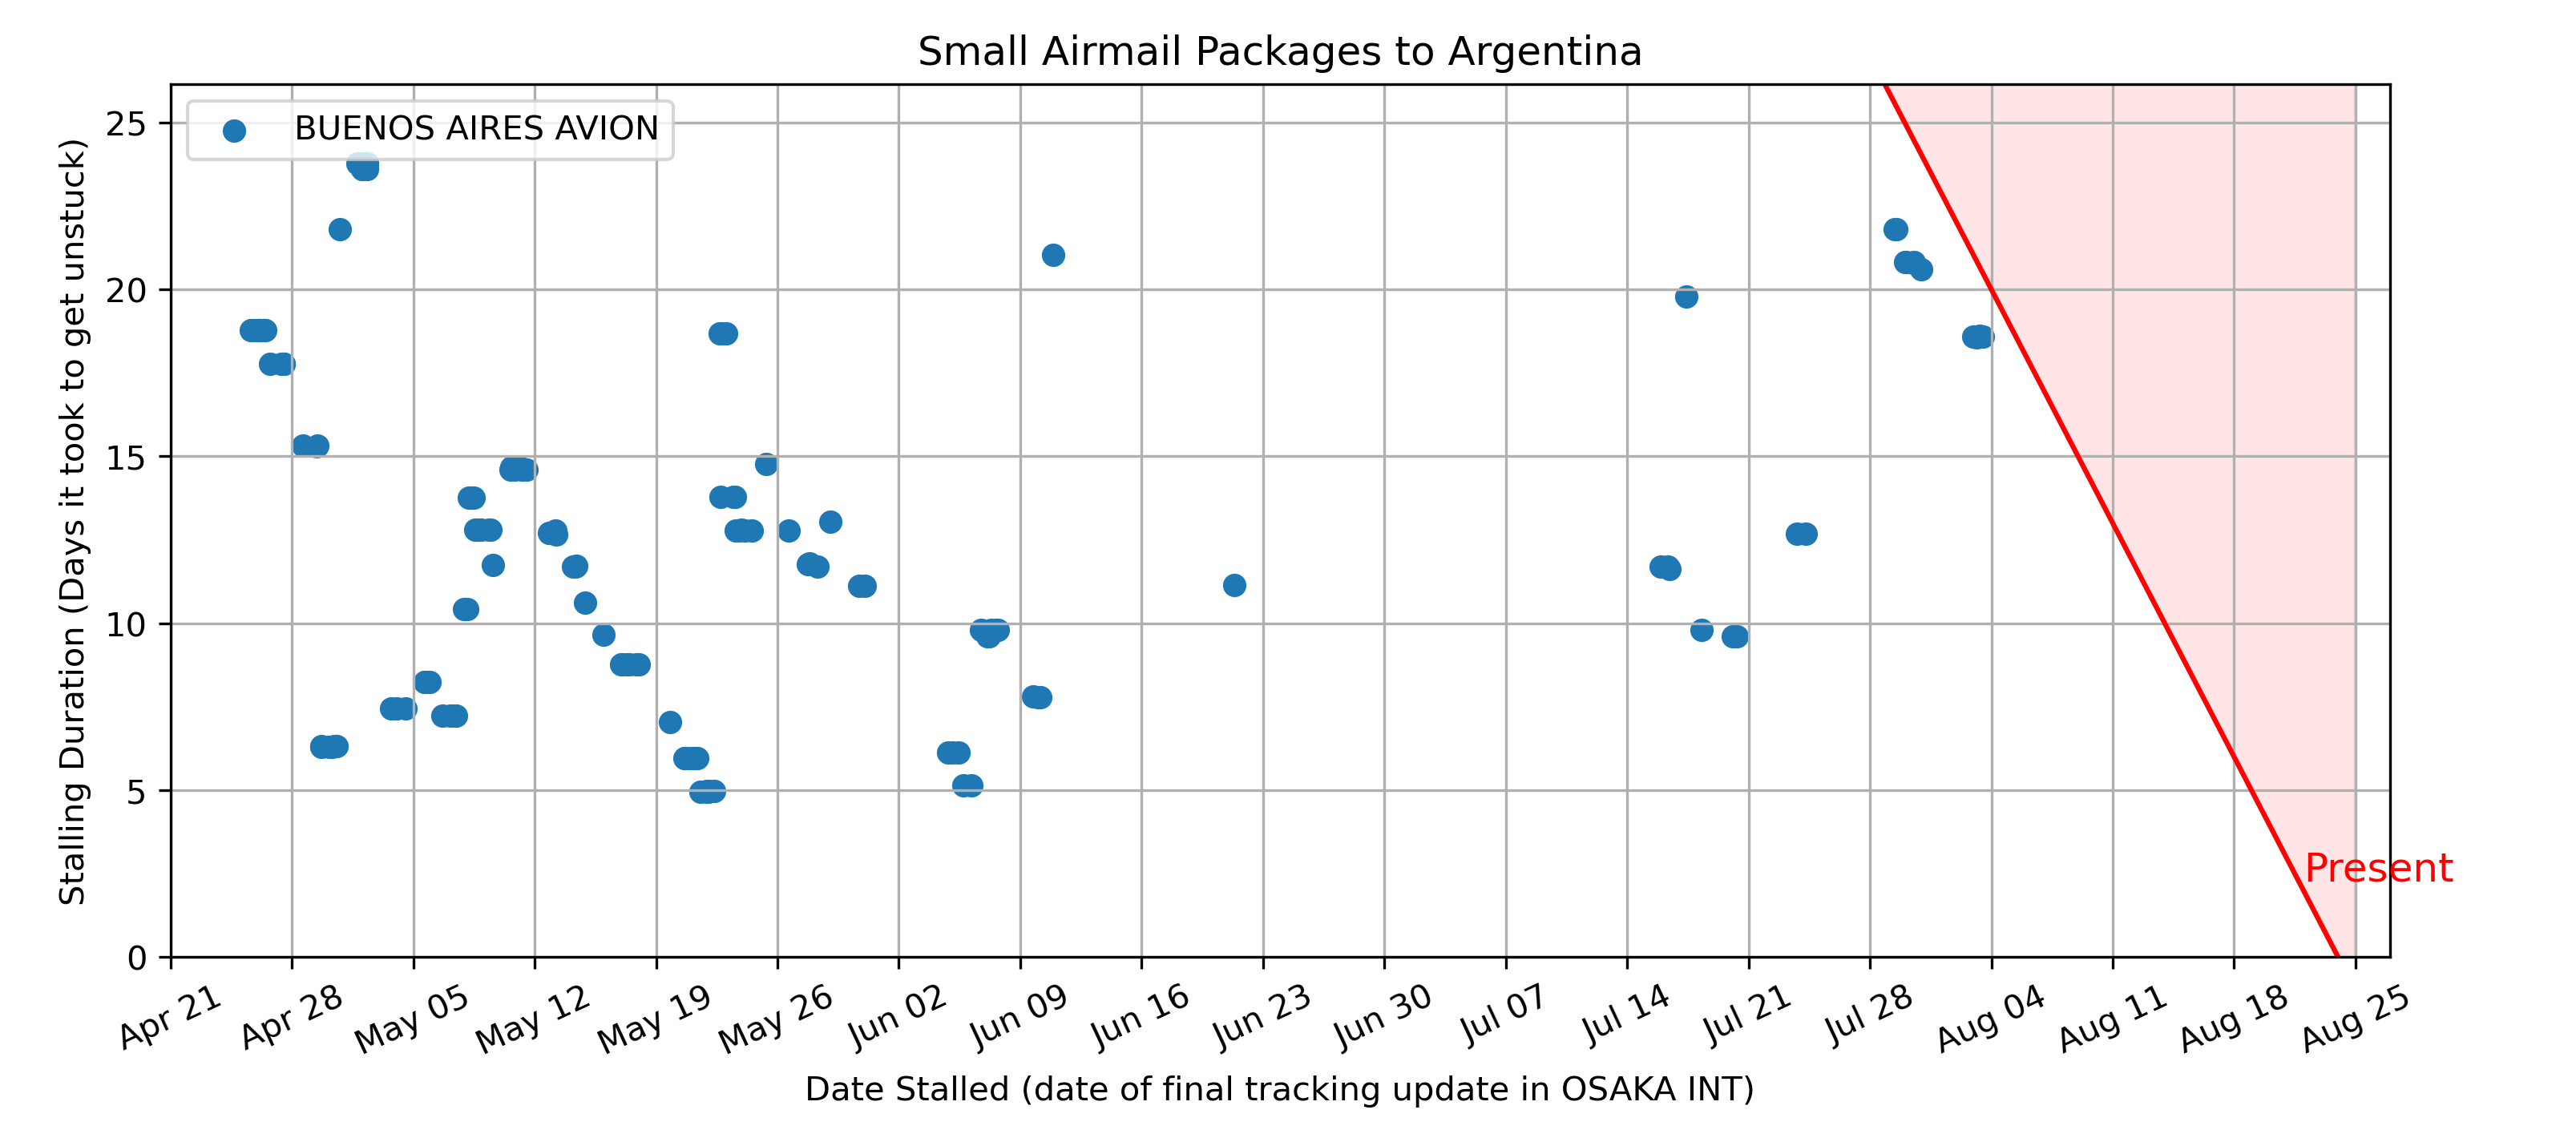 Small Airmail Packages to Argentina
BUENOS AIRES AVION
Stalling Duration (Days it took to get unstuck)
25
20
15
10
5
0
Present
Apr 21
Apr 28
May 05
May 12
May 19
May 26
Jun 02
Jun 09
Jun 16
Jun 23
Jun 30
Jul 07
Jul 14
Jul 21
Jul 28
Aug 04
Aug 11
Aug 18
Aug 25
Date Stalled (date of final tracking update in OSAKA INT)